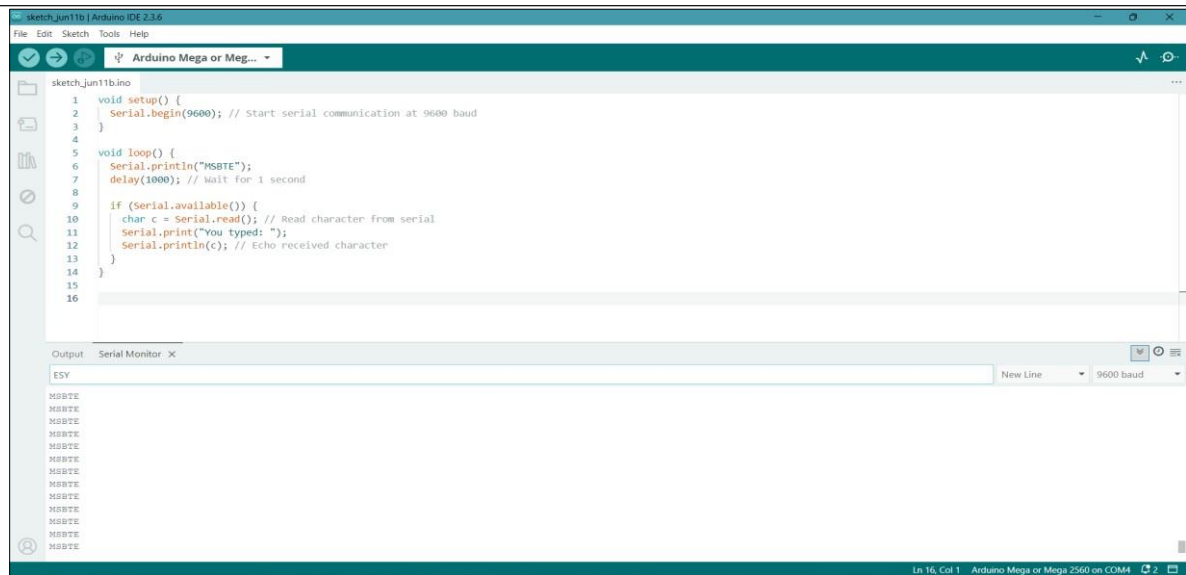 sketch_jun11b | Arduino IDE 2.3.6
File Edit Sketch Tools Help
Arduino Mega or Meg...
sketch_jun11b.ino
1 void setup() {
2 Serial.begin(9600); // Start serial communication at 9600 baud
3 }
4
5 void loop() {
6 Serial.println("MSBTE");
7 delay(1000); // Wait for 1 second
8
9 if (Serial.available()) {
10 char c = Serial.read(); // Read character from serial
11 Serial.print("You typed: ");
12 Serial.println(c); // Echo received character
13 }
14 }
15
16
Output Serial Monitor
ESY New Line 9600 baud
MSBTE
MSBTE
MSBTE
MSBTE
MSBTE
MSBTE
MSBTE
MSBTE
MSBTE
MSBTE
MSBTE
MSBTE
MSBTE
Ln 16, Col 1 Arduino Mega or Mega 2560 on COM4 2